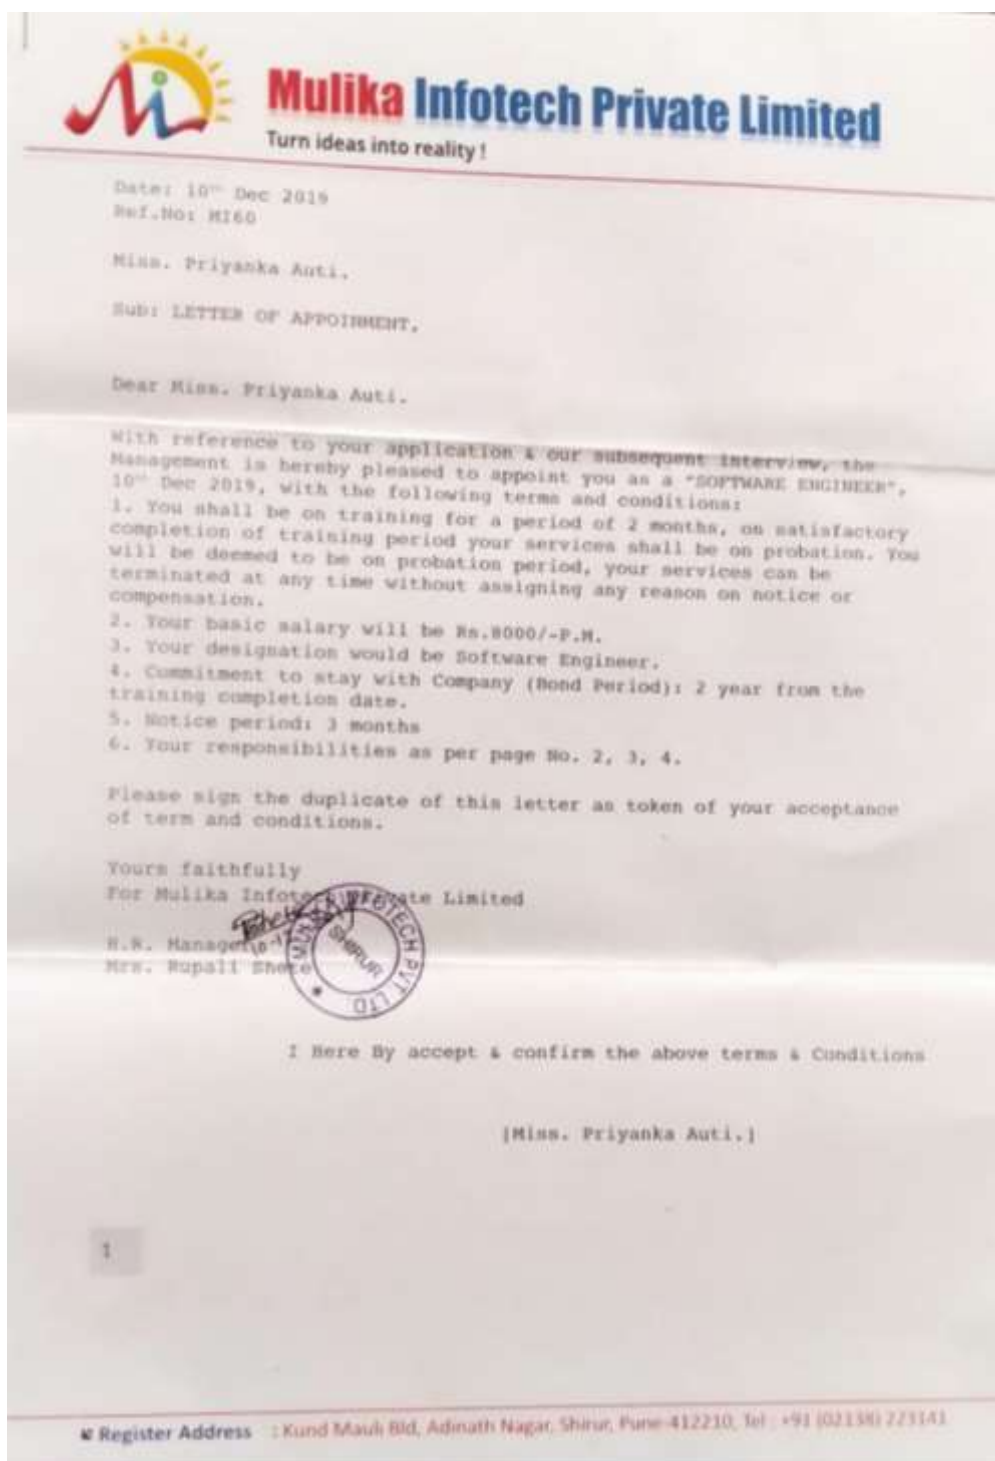 Mulika Infotech Private Limited
Turn ideas into reality !
Date: 10th Dec 2019
Ref.No: MI60
Miss. Priyanka Auti.
Sub: LETTER OF APPOINMENT.
Dear Miss. Priyanka Auti.
With reference to your application & our subsequent interview, the
Management is hereby pleased to appoint you as a "SOFTWARE ENGINEER",
10th Dec 2019, with the following terms and conditions:
1. You shall be on training for a period of 2 months, on satisfactory
completion of training period your services shall be on probation. You
will be deemed to be on probation period, your services can be
terminated at any time without assigning any reason on notice or
compensation.
2. Your basic salary will be Rs.8000/-P.M.
3. Your designation would be Software Engineer.
4. Commitment to stay with Company (Bond Period): 2 year from the
training completion date.
5. Notice period: 3 months
6. Your responsibilities as per page No. 2, 3, 4.
Please sign the duplicate of this letter as token of your acceptance
of term and conditions.
Yours faithfully
For Mulika Infotech Private Limited
H.R. Manager
Mrs. Rupali Shete
MULIKA INFOTECH PVT LTD
SHIRUR
I Here By accept & confirm the above terms & Conditions
[Miss. Priyanka Auti.]
1
Register Address : Kund Mauli Bld, Adinath Nagar, Shirur, Pune-412210, Tel : +91 (02138) 223141